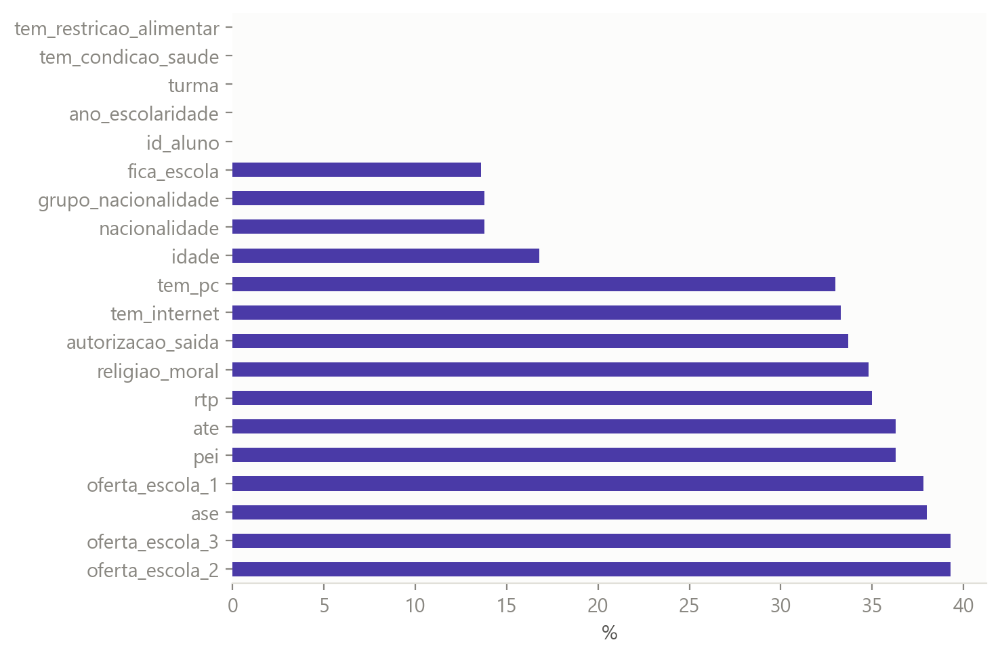 tem_restricao_alimentar
tem_condicao_saude
turma
ano_escolaridade
id_aluno
fica_escola
grupo_nacionalidade
nacionalidade
idade
tem_pc
tem_internet
autorizacao_saida
religiao_moral
rtp
ate
pei
oferta_escola_1
ase
oferta_escola_3
oferta_escola_2
0 5 10 15 20 25 30 35 40
%